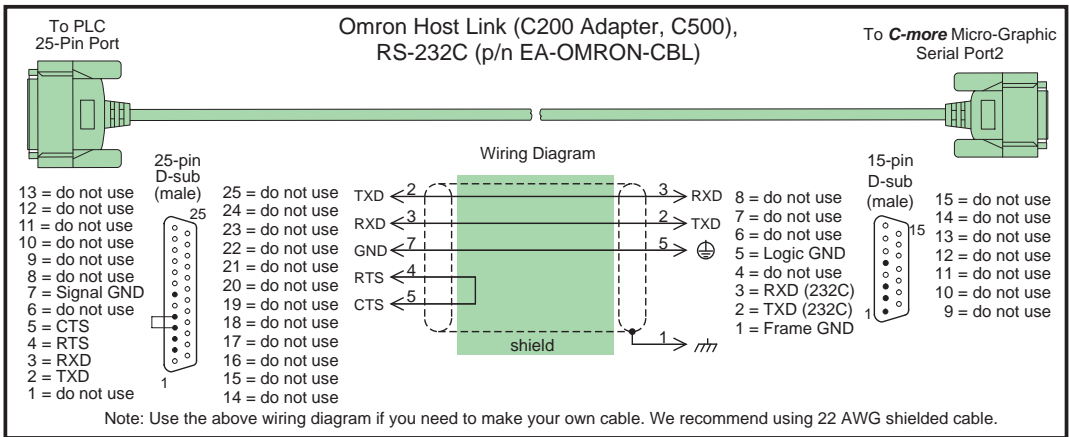 To PLC
25-Pin Port
Omron Host Link (C200 Adapter, C500),
RS-232C (p/n EA-OMRON-CBL)
To C-more Micro-Graphic
Serial Port2
25-pin
D-sub
(male)
13 = do not use
12 = do not use
11 = do not use
10 = do not use
9 = do not use
8 = do not use
7 = Signal GND
6 = do not use
5 = CTS
4 = RTS
3 = RXD
2 = TXD
1 = do not use
25
1
25 = do not use
24 = do not use
23 = do not use
22 = do not use
21 = do not use
20 = do not use
19 = do not use
18 = do not use
17 = do not use
16 = do not use
15 = do not use
14 = do not use
Wiring Diagram
TXD 2 3 RXD
RXD 3 2 TXD
GND 7 5
RTS 4
CTS 5
shield
1
8 = do not use
7 = do not use
6 = do not use
5 = Logic GND
4 = do not use
3 = RXD (232C)
2 = TXD (232C)
1 = Frame GND
15-pin
D-sub
(male)
15
1
15 = do not use
14 = do not use
13 = do not use
12 = do not use
11 = do not use
10 = do not use
9 = do not use
Note: Use the above wiring diagram if you need to make your own cable. We recommend using 22 AWG shielded cable.